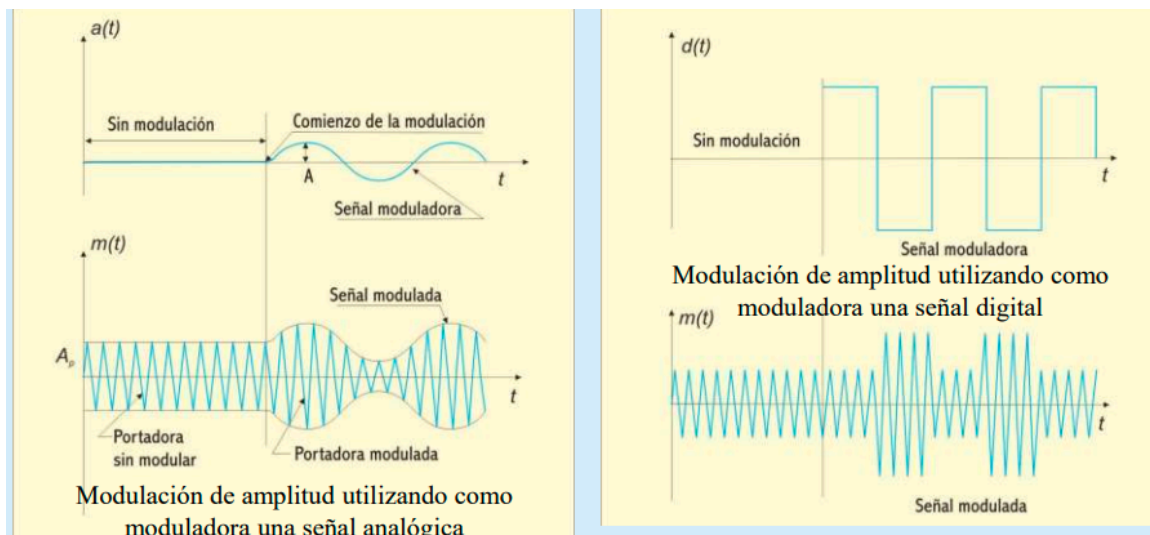 a(t)
Sin modulación
Comienzo de la modulación
A
t
Señal moduladora
m(t)
Señal modulada
Aₚ
t
Portadora
sin modular
Portadora modulada
Modulación de amplitud utilizando como
moduladora una señal analógica
d(t)
Sin modulación
t
Señal moduladora
Modulación de amplitud utilizando como
moduladora una señal digital
m(t)
t
Señal modulada